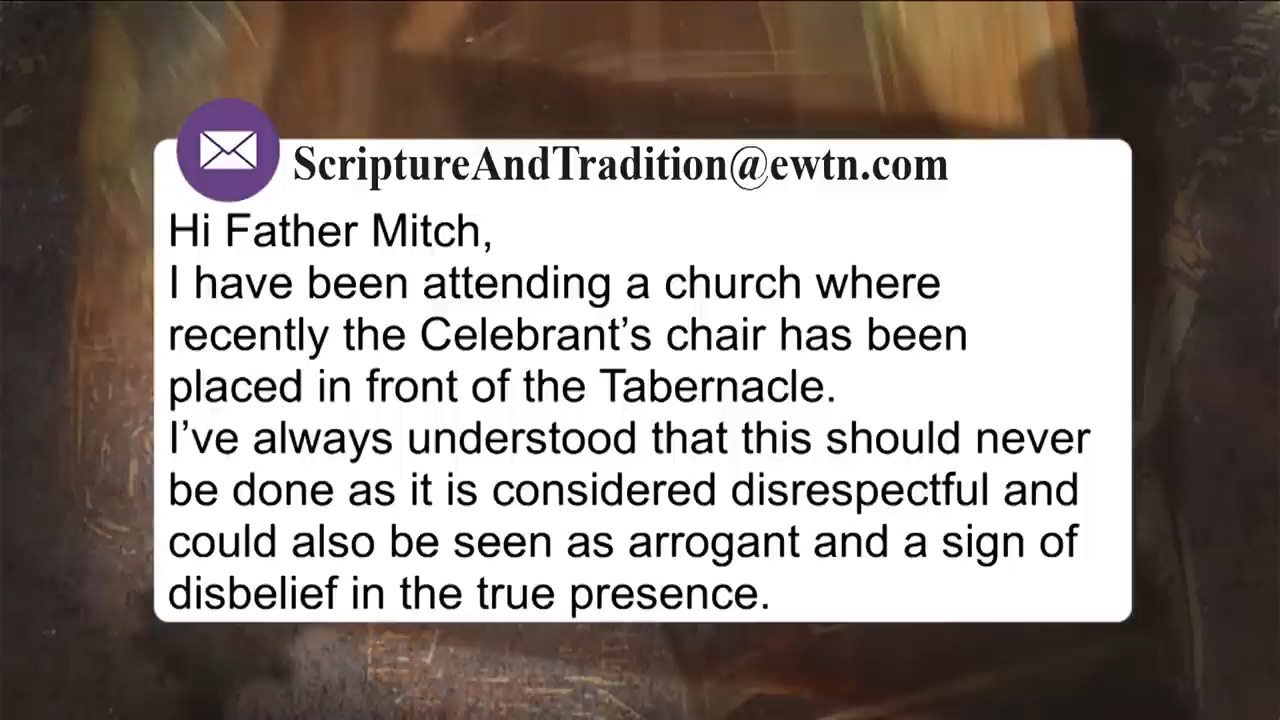 ScriptureAndTradition@ewtn.com
Hi Father Mitch,
I have been attending a church where
recently the Celebrant’s chair has been
placed in front of the Tabernacle.
I’ve always understood that this should never
be done as it is considered disrespectful and
could also be seen as arrogant and a sign of
disbelief in the true presence.